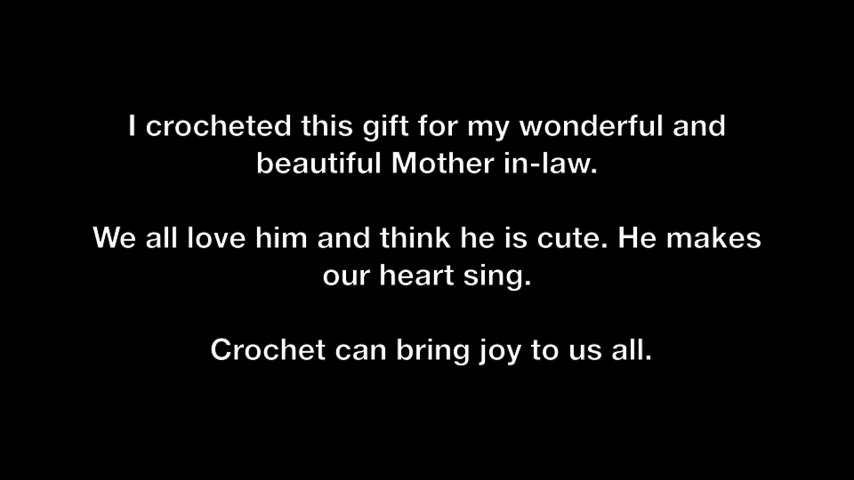 I crocheted this gift for my wonderful and
beautiful Mother in-law.
We all love him and think he is cute. He makes
our heart sing.
Crochet can bring joy to us all.